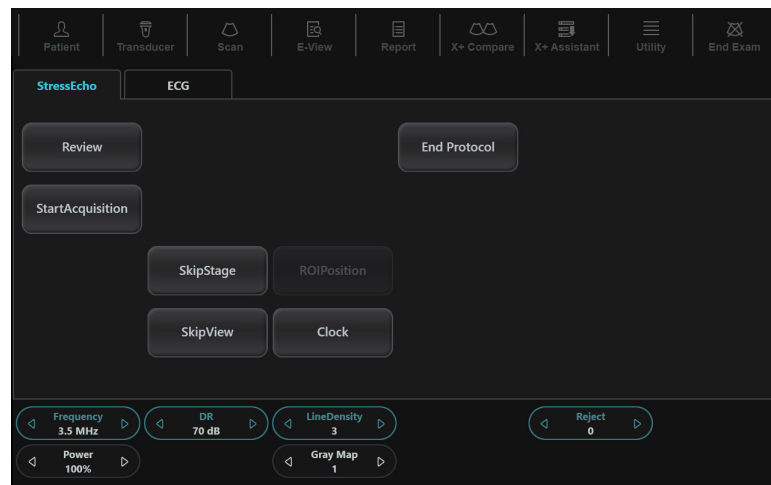 Patient Transducer Scan E-View Report X+ Compare X+ Assistant Utility End Exam
StressEcho ECG
Review End Protocol
StartAcquisition
SkipStage ROIPosition
SkipView Clock
Frequency DR LineDensity Reject
3.5 MHz 70 dB 3 0
Power Gray Map
100% 1